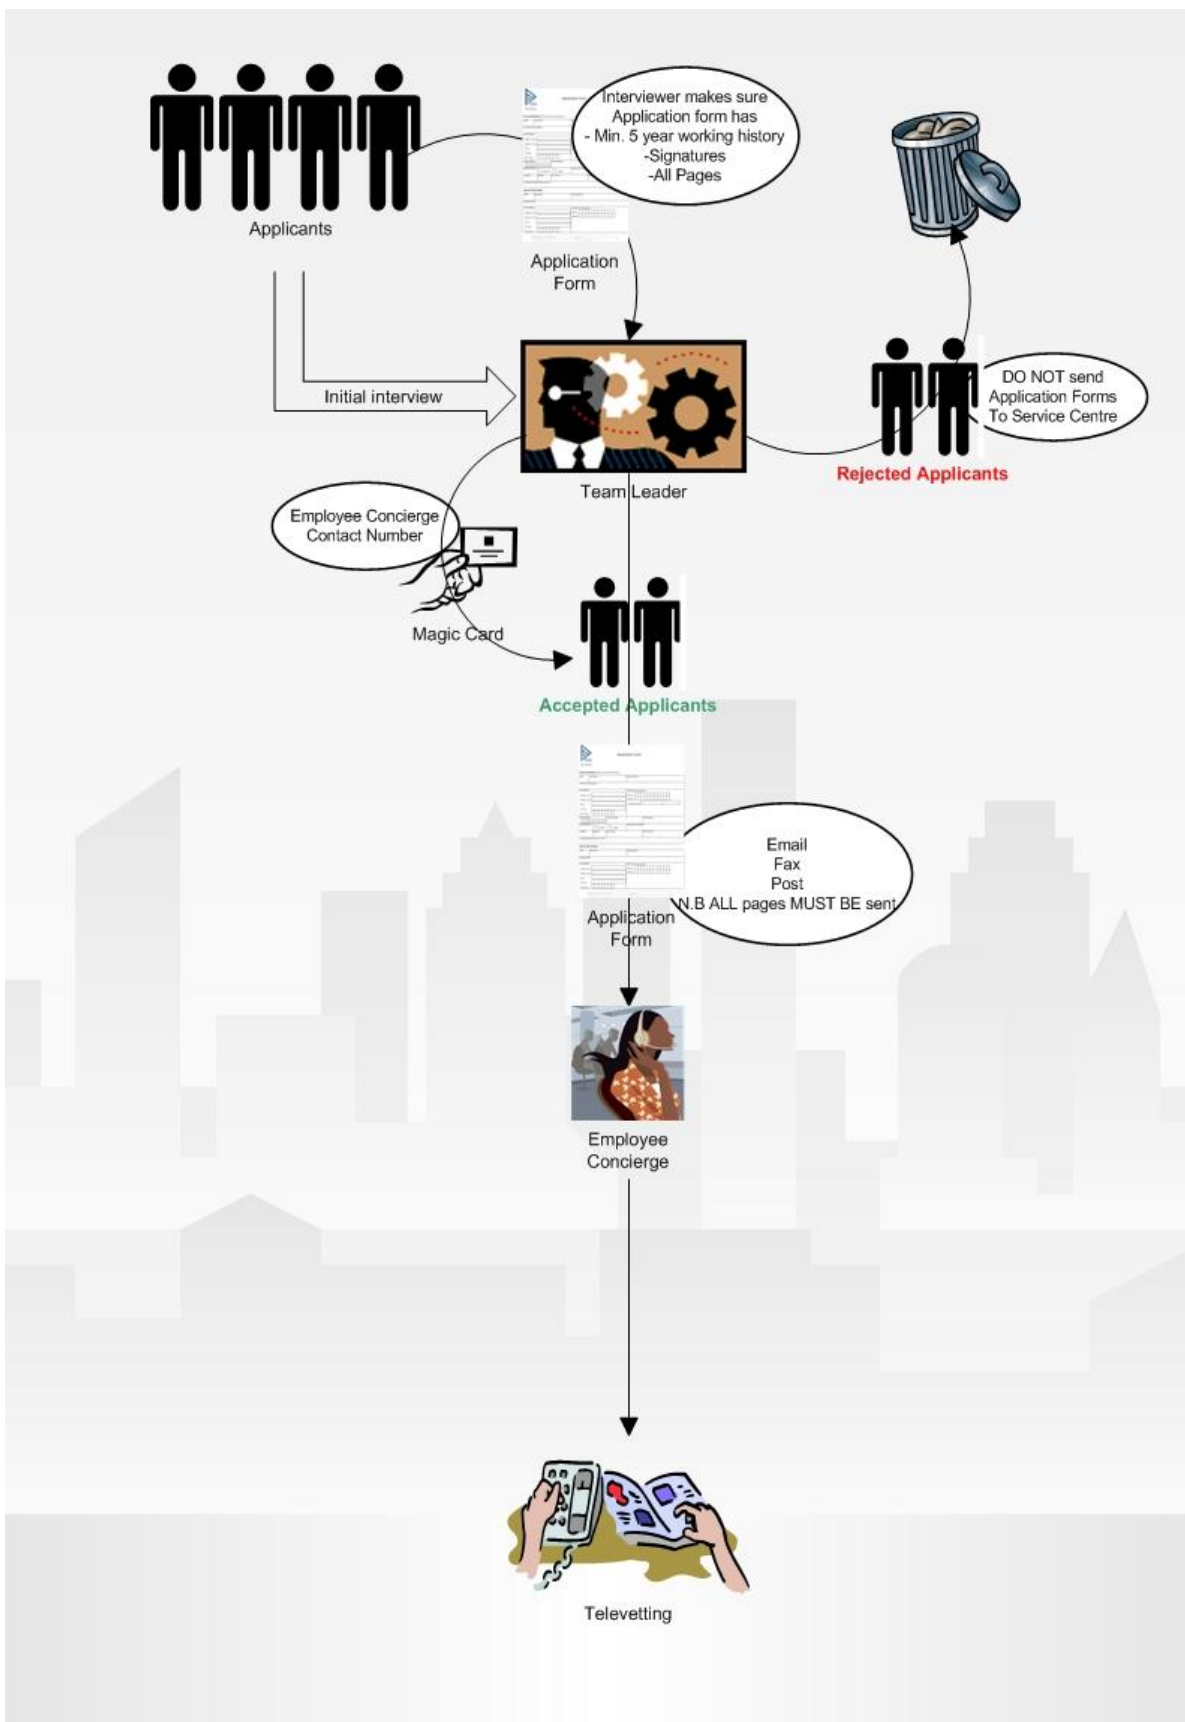 Interviewer makes sure
Application form has
- Min. 5 year working history
-Signatures
-All Pages
Applicants
Application
Form
Initial interview
DO NOT send
Application Forms
To Service Centre
Rejected Applicants
Team Leader
Employee Concierge
Contact Number
Magic Card
Accepted Applicants
Email
Fax
Post
N.B ALL pages MUST BE sent
Application
Form
Employee
Concierge
Televetting